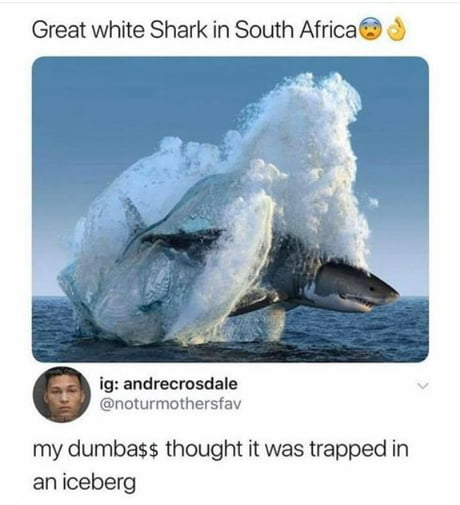 Great white Shark in South Africa😨👌
ig: andrecrosdale
@noturmothersfav
my dumba$$ thought it was trapped in
an iceberg